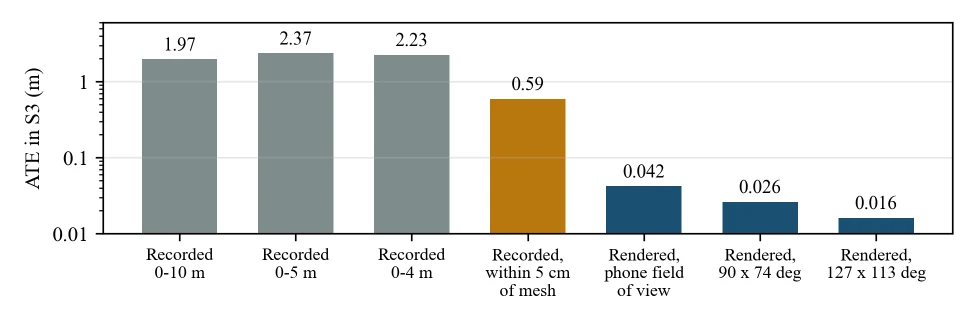 ATE in S3 (m)
1
0.1
0.01
1.97
2.37
2.23
0.59
0.042
0.026
0.016
Recorded
0-10 m
Recorded
0-5 m
Recorded
0-4 m
Recorded,
within 5 cm
of mesh
Rendered,
phone field
of view
Rendered,
90 x 74 deg
Rendered,
127 x 113 deg